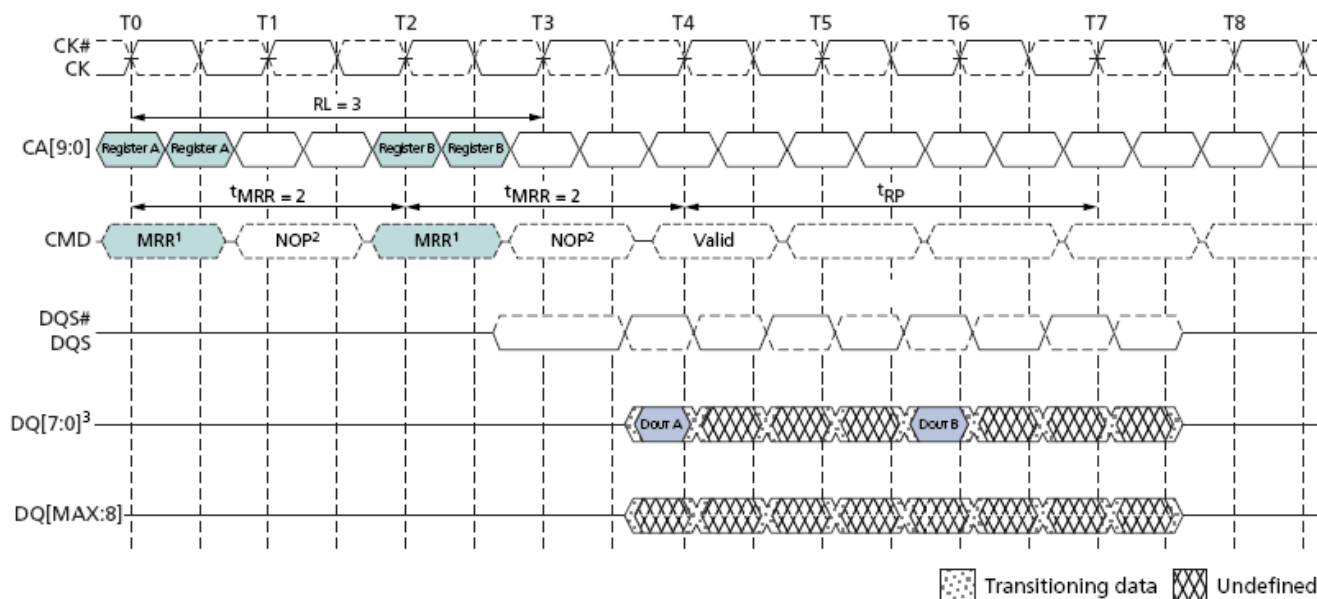 T0 T1 T2 T3 T4 T5 T6 T7 T8
CK#
CK
RL = 3
CA[9:0] Register A Register A Register B Register B
tMRR = 2 tMRR = 2 tRP
CMD MRR1 NOP2 MRR1 NOP2 Valid
DQS#
DQS
DQ[7:0]3 DOUT A DOUT B
DQ[MAX:8]
Transitioning data Undefined